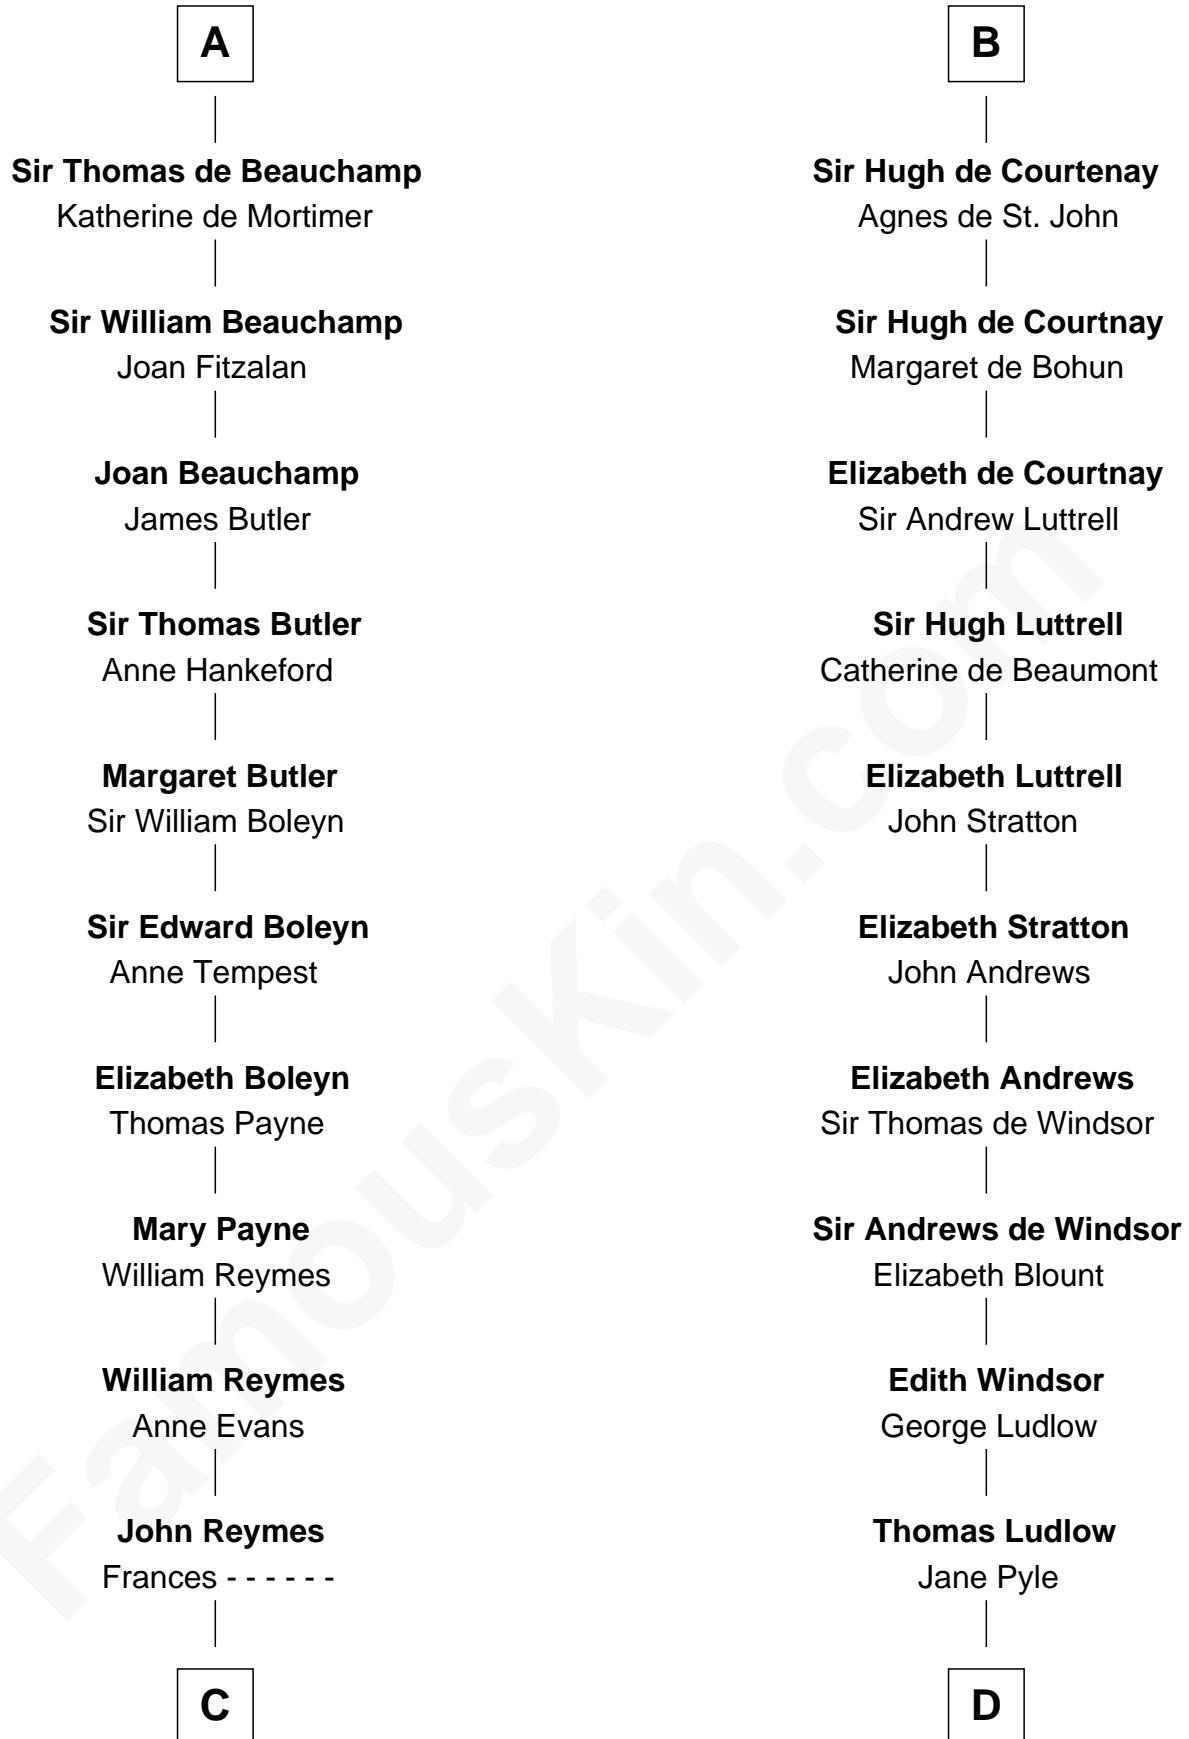 A
Sir Thomas de Beauchamp
Katherine de Mortimer
Sir William Beauchamp
Joan Fitzalan
Joan Beauchamp
James Butler
Sir Thomas Butler
Anne Hankeford
Margaret Butler
Sir William Boleyn
Sir Edward Boleyn
Anne Tempest
Elizabeth Boleyn
Thomas Payne
Mary Payne
William Reymes
William Reymes
Anne Evans
John Reymes
Frances - - - - - -
C
B
Sir Hugh de Courtenay
Agnes de St. John
Sir Hugh de Courtnay
Margaret de Bohun
Elizabeth de Courtnay
Sir Andrew Luttrell
Sir Hugh Luttrell
Catherine de Beaumont
Elizabeth Luttrell
John Stratton
Elizabeth Stratton
John Andrews
Elizabeth Andrews
Sir Thomas de Windsor
Sir Andrews de Windsor
Elizabeth Blount
Edith Windsor
George Ludlow
Thomas Ludlow
Jane Pyle
D
FamousKin.com